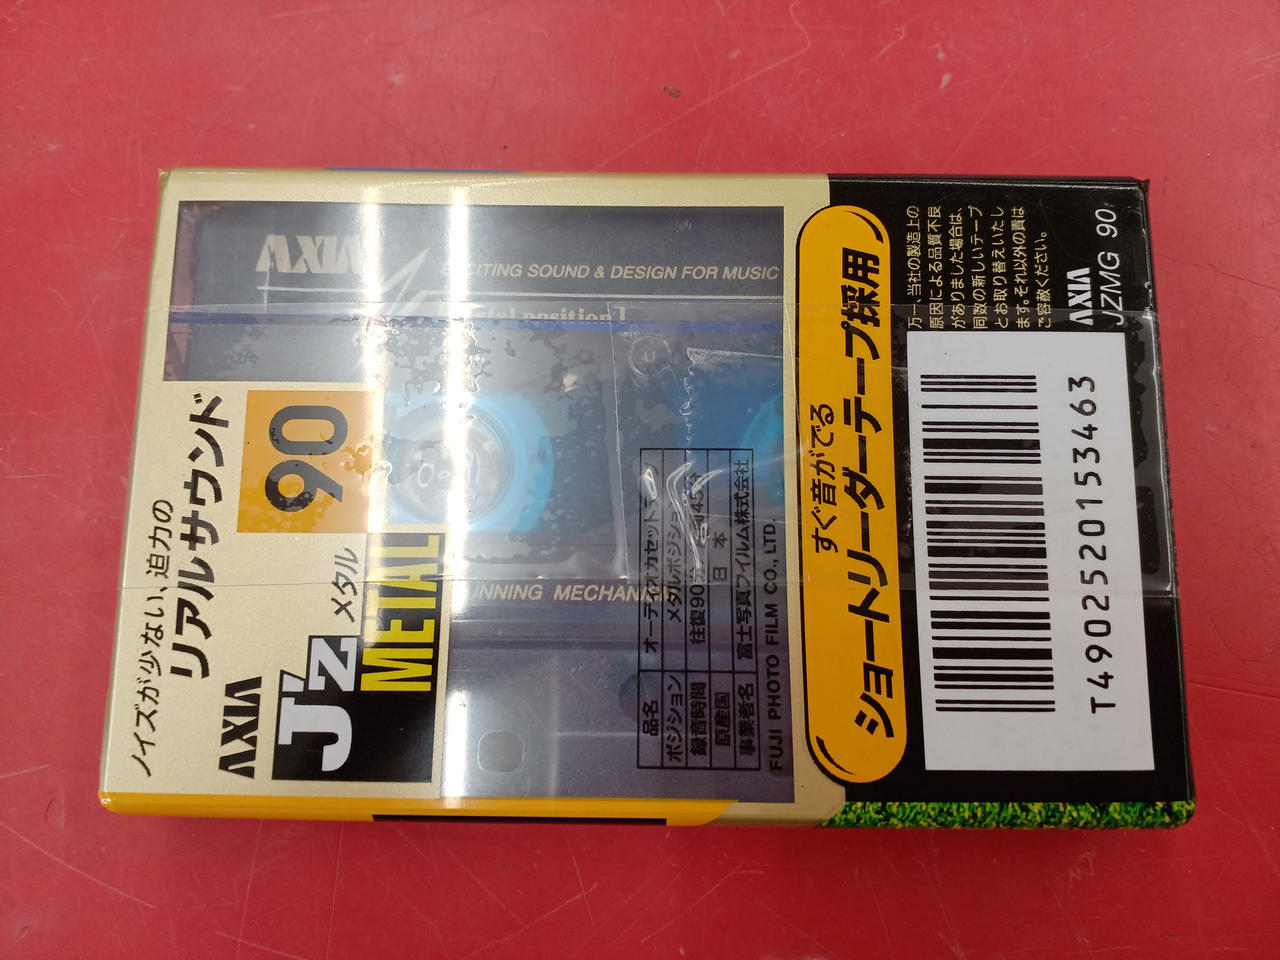 ノイズが少ない、迫力の
リアルサウンド
AXIA
J'z メタル
METAL
90
AXIA
EXCITING SOUND & DESIGN FOR MUSIC
position]
RUNNING
品名 オーディオカセット
ポジション メタルポジション
録音時間 往復90分
原産国 日本
事業者名 富士写真フイルム株式会社
FUJI PHOTO FILM CO., LTD.
すぐ音がでる
ショートリーダーテープ採用
万一、当社の製造上の
原因による品質不良
がありました場合は、
同数の新しいテープ
とお取り替えいたし
ます。それ以外の責は
ご容赦ください。
AXIA
JZMG 90
T4902520153463